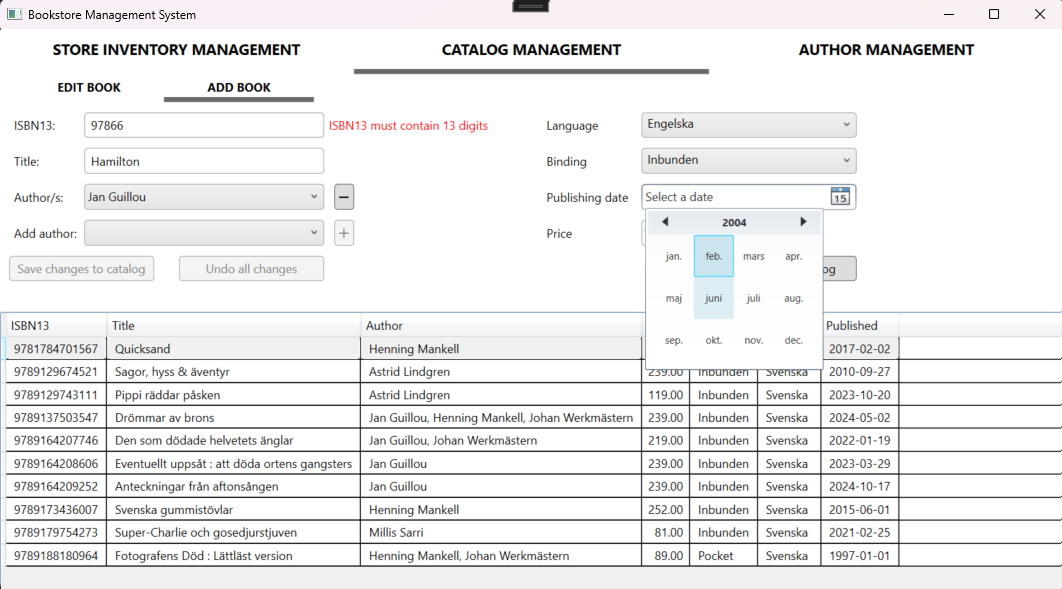 Bookstore Management System
STORE INVENTORY MANAGEMENT CATALOG MANAGEMENT AUTHOR MANAGEMENT
EDIT BOOK ADD BOOK
ISBN13: 97866 ISBN13 must contain 13 digits Language Engelska
Title: Hamilton Binding Inbunden
Author/s: Jan Guillou Publishing date Select a date 15
Add author: + Price
2004
jan. feb. mars apr.
maj juni juli aug.
sep. okt. nov. dec.
Save changes to catalog Undo all changes
ISBN13 Title Author Published
9781784701567 Quicksand Henning Mankell 2017-02-02
9789129674521 Sagor, hyss & äventyr Astrid Lindgren 239.00 Inbunden Svenska 2010-09-27
9789129743111 Pippi räddar påsken Astrid Lindgren 119.00 Inbunden Svenska 2023-10-20
9789137503547 Drömmar av brons Jan Guillou, Henning Mankell, Johan Werkmästern 239.00 Inbunden Svenska 2024-05-02
9789164207746 Den som dödade helvetets änglar Jan Guillou, Johan Werkmästern 219.00 Inbunden Svenska 2022-01-19
9789164208606 Eventuellt uppsåt : att döda ortens gangsters Jan Guillou 239.00 Inbunden Svenska 2023-03-29
9789164209252 Anteckningar från aftonsången Jan Guillou 239.00 Inbunden Svenska 2024-10-17
9789173436007 Svenska gummistövlar Henning Mankell 252.00 Inbunden Svenska 2015-06-01
9789179754273 Super-Charlie och gosedjurstjuven Millis Sarri 81.00 Inbunden Svenska 2021-02-25
9789188180964 Fotografens Död : Lättläst version Henning Mankell, Johan Werkmästern 89.00 Pocket Svenska 1997-01-01